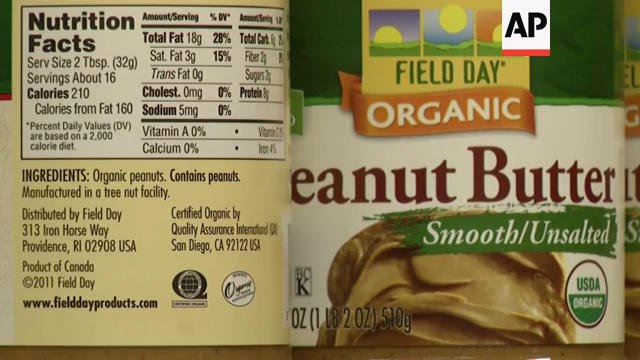 Nutrition
Facts
Serv Size 2 Tbsp. (32g)
Servings About 16
Calories 210
Calories from Fat 160
*Percent Daily Values (DV)
are based on a 2,000
calorie diet.
Amount/Serving % DV*
Total Fat 18g 28%
Sat. Fat 3g 15%
Trans Fat 0g
Cholest. 0mg 0%
Sodium 5mg 0%
Amount/Serving
Total Carb.
Fiber 2g
Sugars 2g
Protein 8g
Vitamin A 0% •
Calcium 0% • Iron 4%
INGREDIENTS: Organic peanuts. Contains peanuts.
Manufactured in a tree nut facility.
Distributed by Field Day
313 Iron Horse Way
Providence, RI 02908 USA
Certified Organic by
Quality Assurance International (QAI)
San Diego, CA 92122 USA
Product of Canada
©2011 Field Day
www.fielddayproducts.com
AP
FIELD DAY
ORGANIC
eanut Butter
Smooth/Unsalted
OZ (1 LB 2 OZ) 510g
USDA
ORGANIC